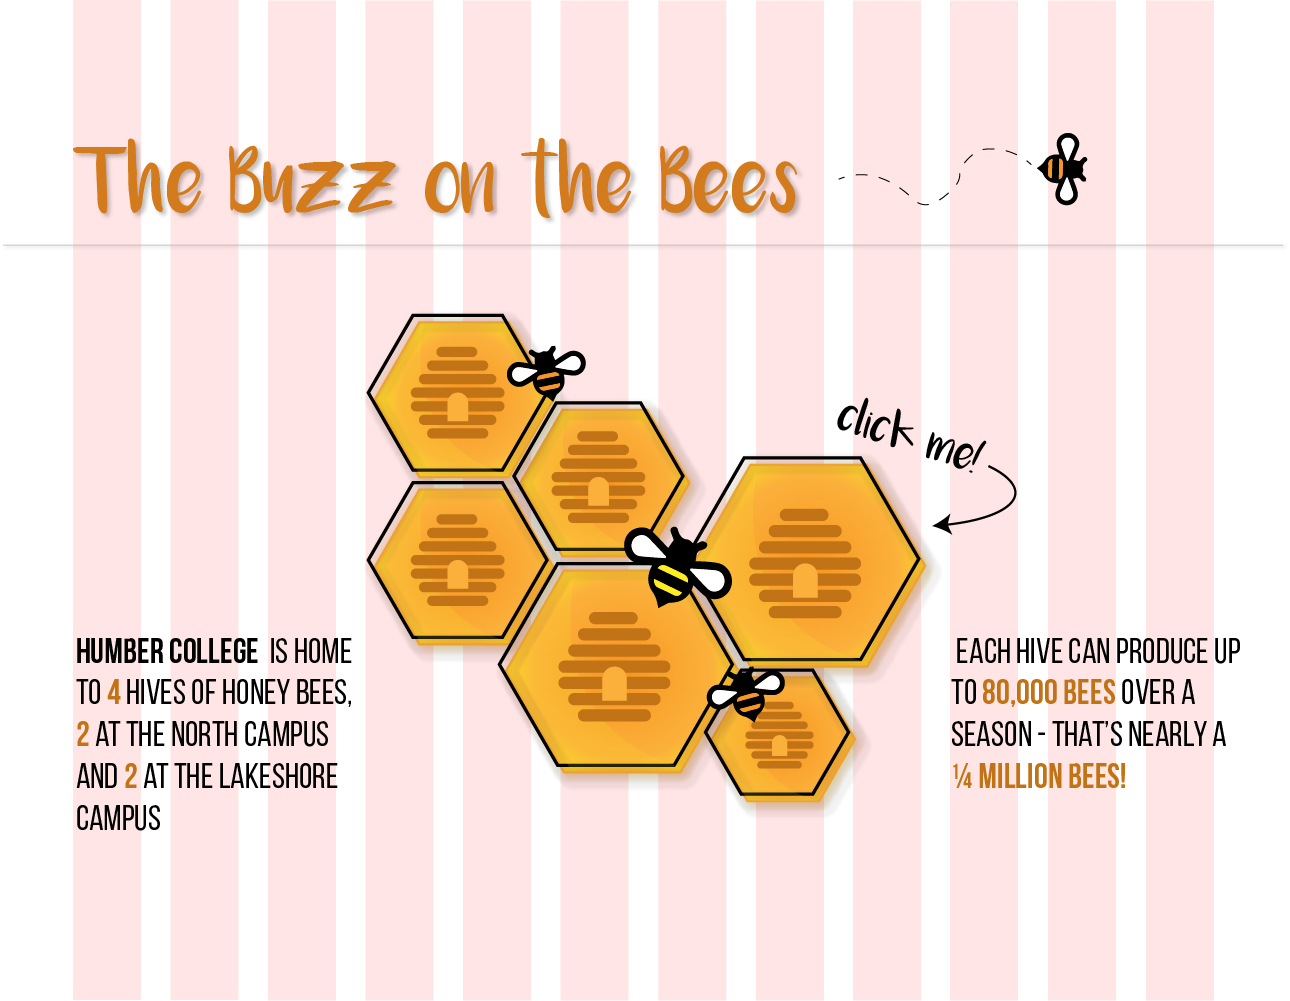 The Buzz on the Bees
click me!
HUMBER COLLEGE IS HOME
TO 4 HIVES OF HONEY BEES,
2 AT THE NORTH CAMPUS
AND 2 AT THE LAKESHORE
CAMPUS
EACH HIVE CAN PRODUCE UP
TO 80,000 BEES OVER A
SEASON - THAT'S NEARLY A
¼ MILLION BEES!